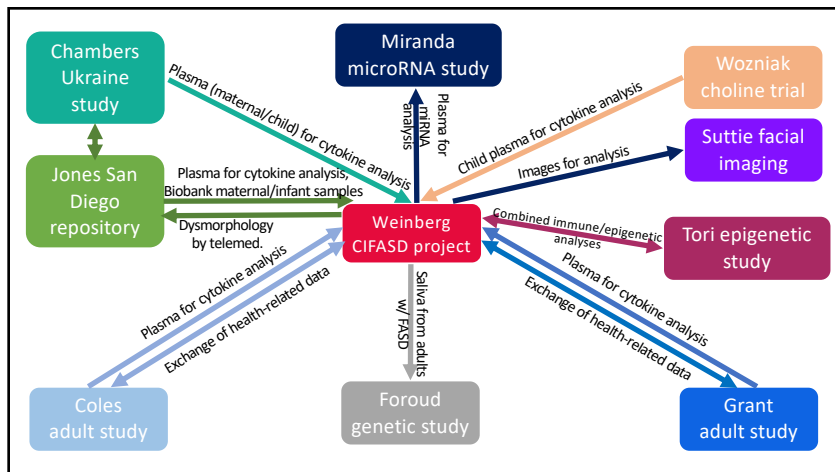 Chambers
Ukraine
study
Miranda
microRNA study
Wozniak
choline trial
Plasma (maternal/child) for cytokine analysis
Plasma for
miRNA
analysis
Child plasma for cytokine analysis
Suttie facial
imaging
Images for analysis
Jones San
Diego
repository
Plasma for cytokine analysis,
Biobank maternal/infant samples
Dysmorphology
by telemed.
Weinberg
CIFASD project
Combined immune/epigenetic
analyses
Tori epigenetic
study
Plasma for cytokine analysis
Exchange of health-related data
Saliva from adults
w/ FASD
Plasma for cytokine analysis
Exchange of health-related data
Coles
adult study
Foroud
genetic study
Grant
adult study